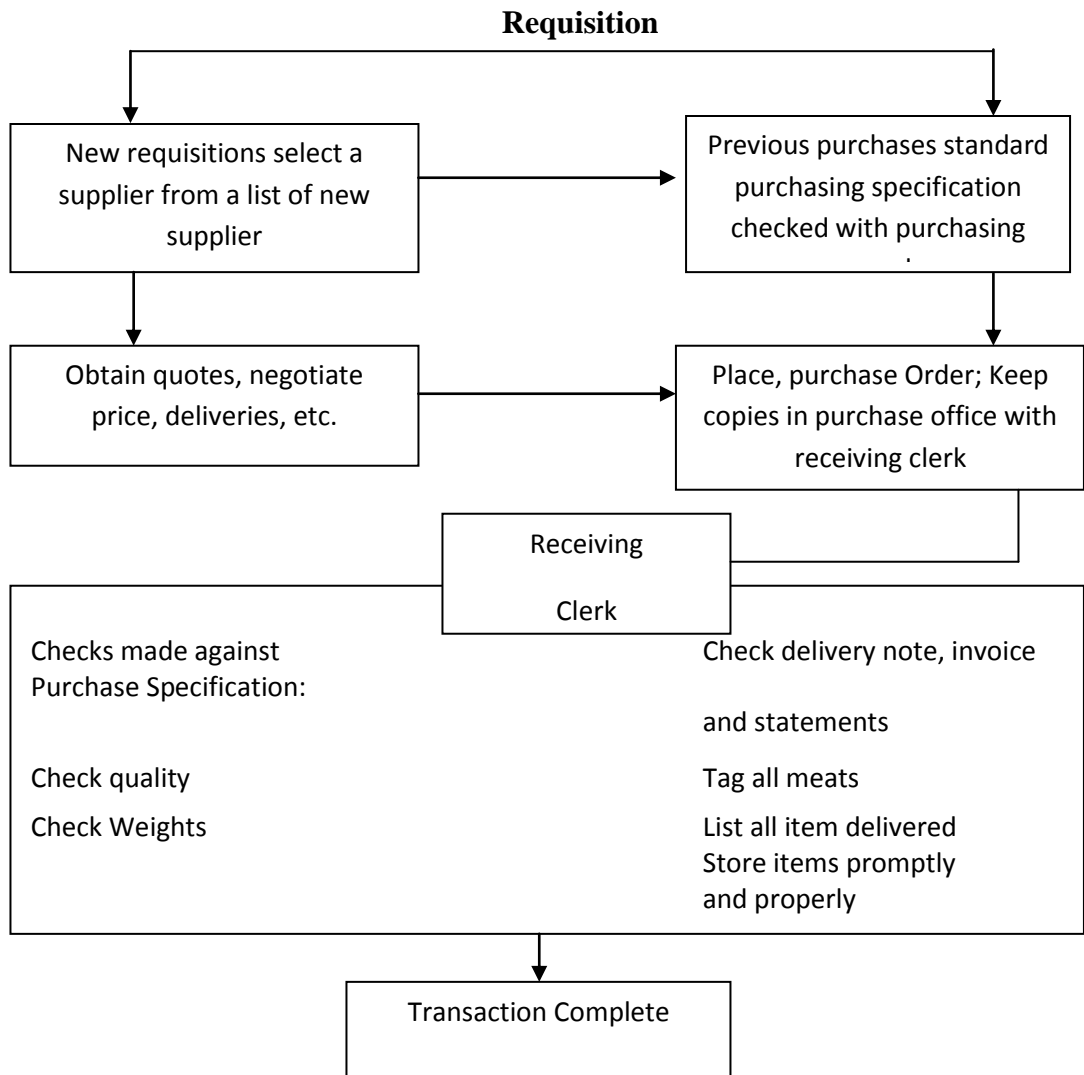 Requisition
New requisitions select a
supplier from a list of new
supplier
Previous purchases standard
purchasing specification
checked with purchasing
Obtain quotes, negotiate
price, deliveries, etc.
Place, purchase Order; Keep
copies in purchase office with
receiving clerk
Receiving
Clerk
Checks made against
Purchase Specification:
Check quality
Check Weights
Check delivery note, invoice
and statements
Tag all meats
List all item delivered
Store items promptly
and properly
Transaction Complete